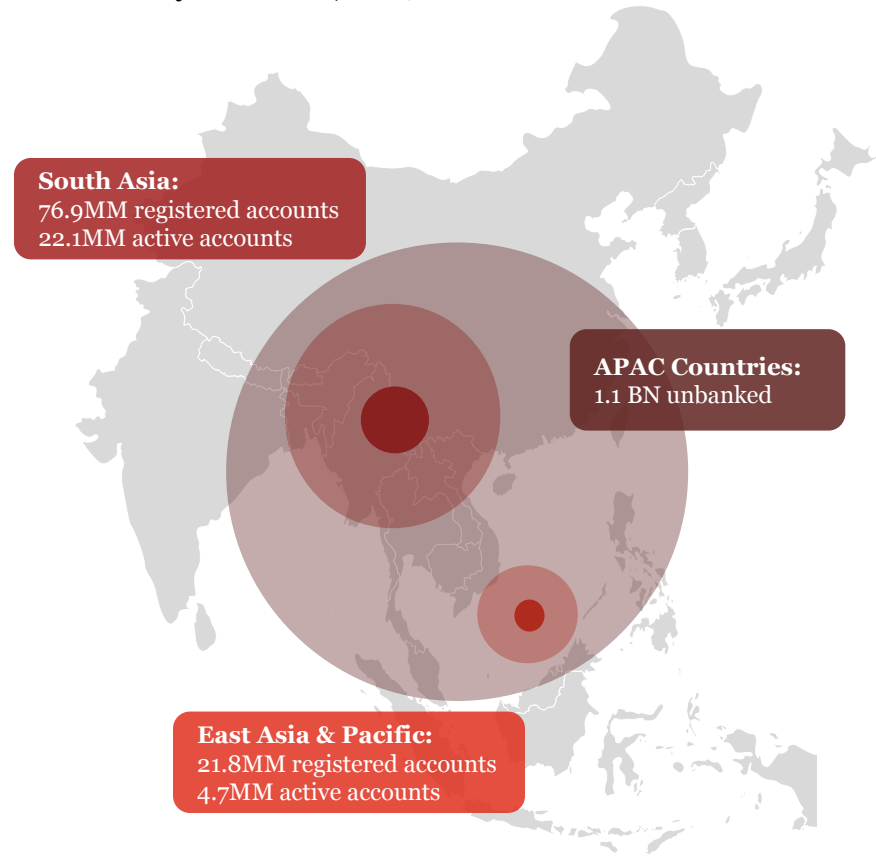 South Asia:
76.9MM registered accounts
22.1MM active accounts
APAC Countries:
1.1 BN unbanked
East Asia & Pacific:
21.8MM registered accounts
4.7MM active accounts